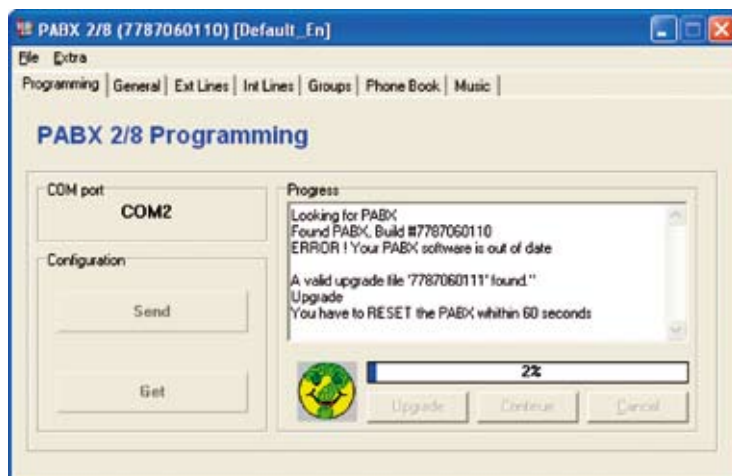 PABX 2/8 (7787060110) [Default_En]
File Extra
Programming General Ext Lines Int Lines Groups Phone Book Music
PABX 2/8 Programming
COM port
COM2
Configuration
Send
Get
Progress
Looking for PABX
Found PABX, Build #7787060110
ERROR ! Your PABX software is out of date
A valid upgrade file '7787060111' found."
Upgrade
You have to RESET the PABX whithin 60 seconds
2%
Upgrade Continue Cancel